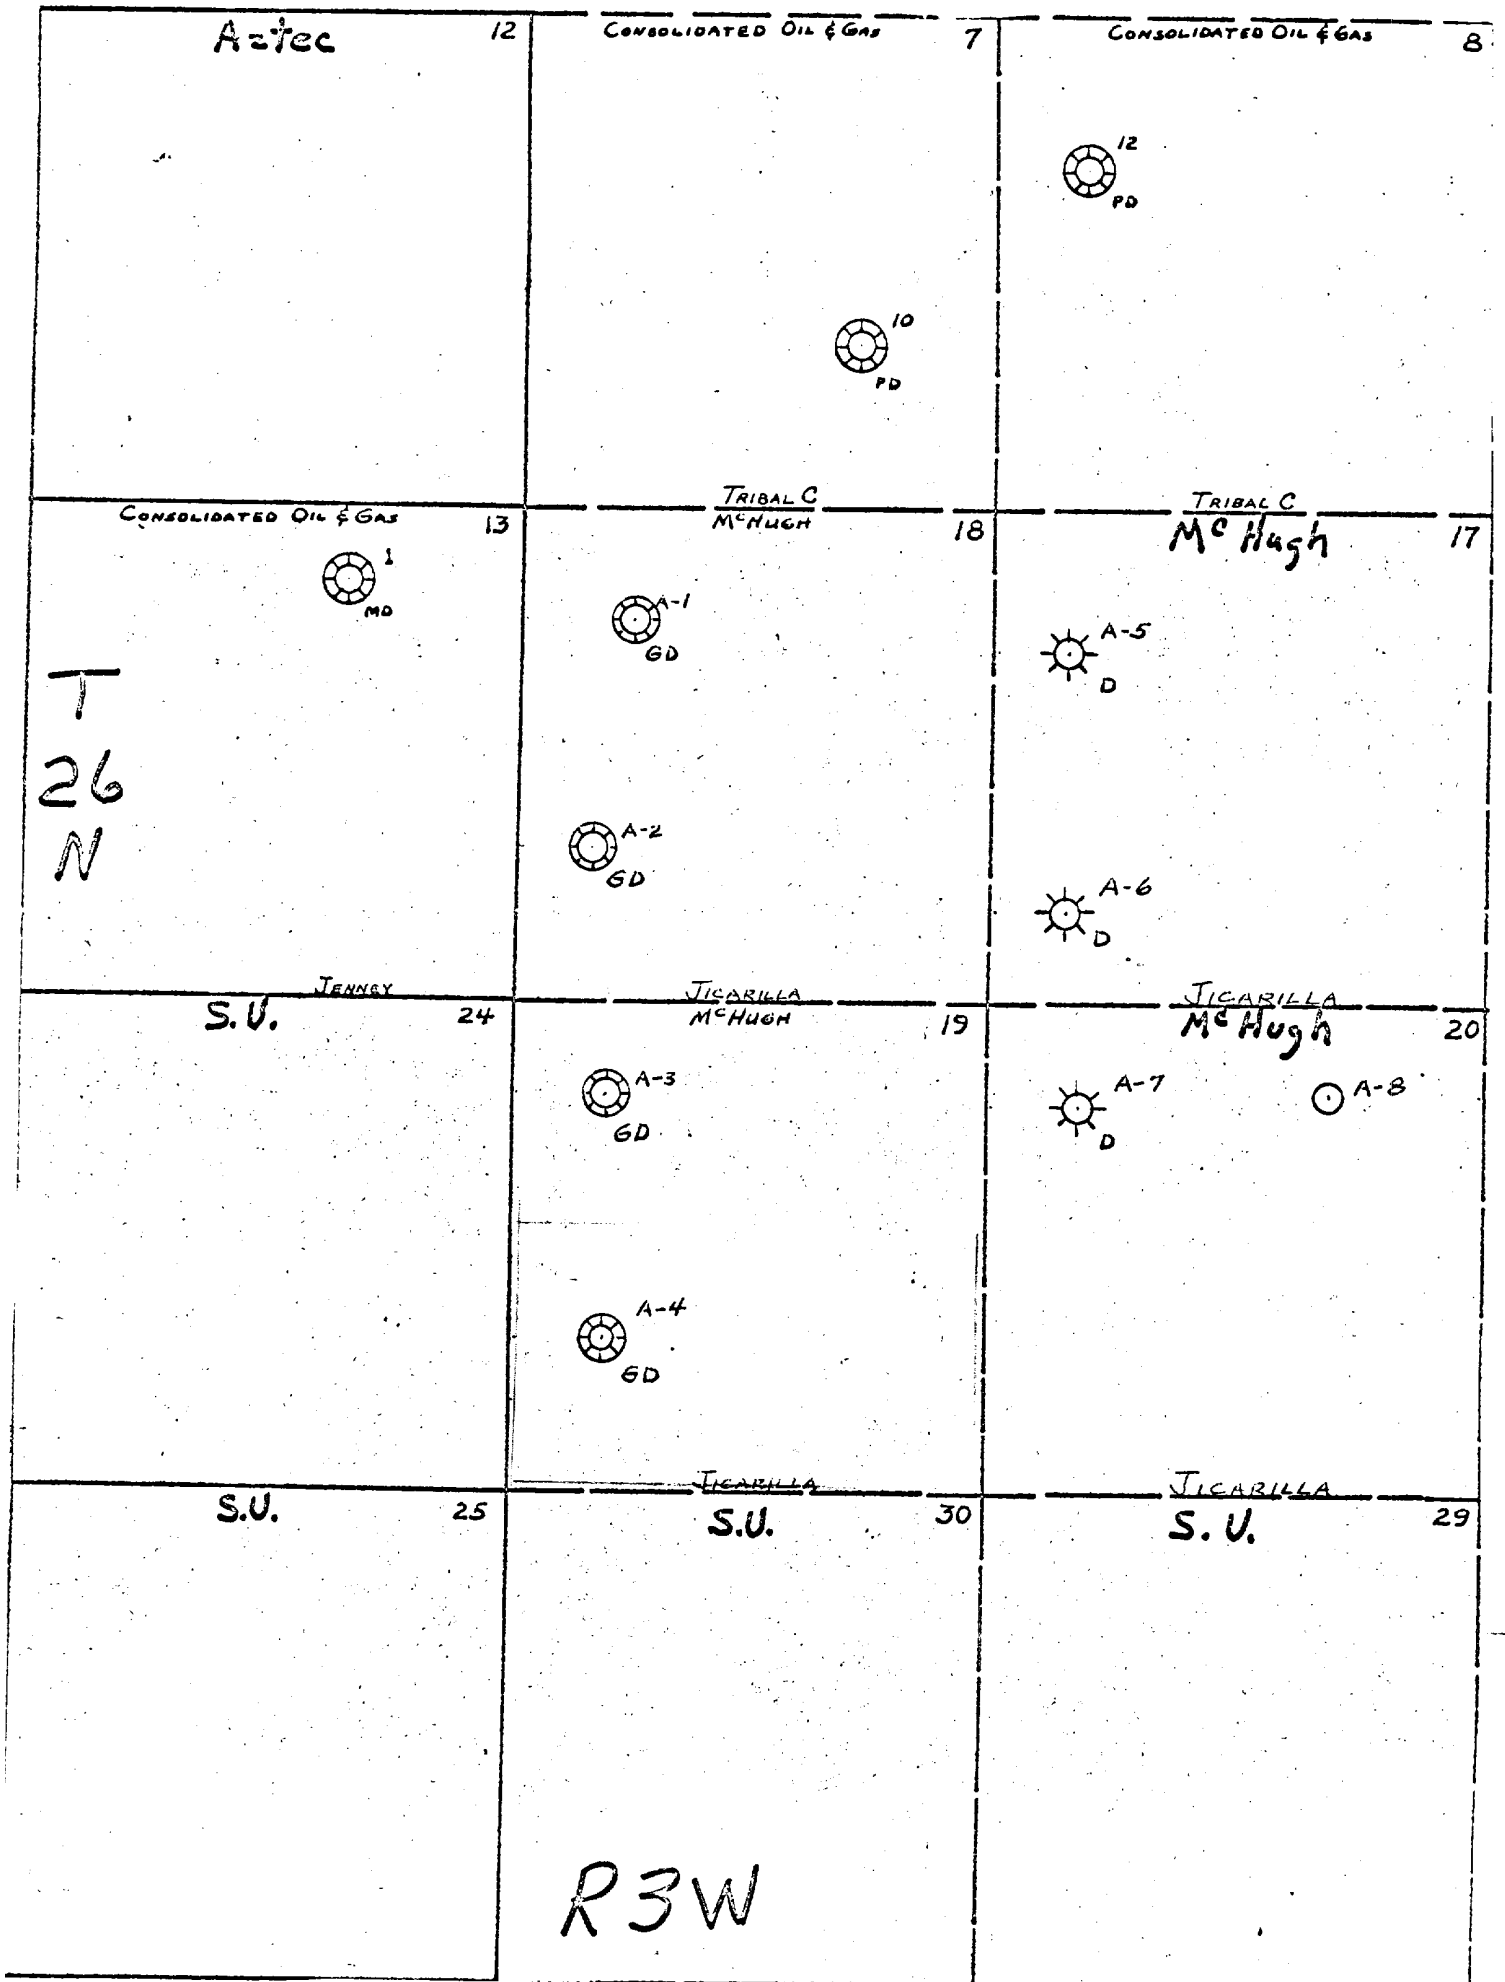 Aztec 12
CONSOLIDATED OIL & GAS 7
CONSOLIDATED OIL & GAS 8
12
PD
10
PD
TRIBAL C
TRIBAL C
CONSOLIDATED OIL & GAS 13
McHUGH 18
McHugh 17
1
MD
A-1
GD
A-5
D
T
26
N
A-2
GD
A-6
D
JENNEY
JICARILLA
JICARILLA
S.U. 24
McHUGH 19
McHugh 20
A-3
GD
A-7
D
A-8
A-4
GD
JICARILLA
JICARILLA
S.U. 25
S.U. 30
S.U. 29
R3W